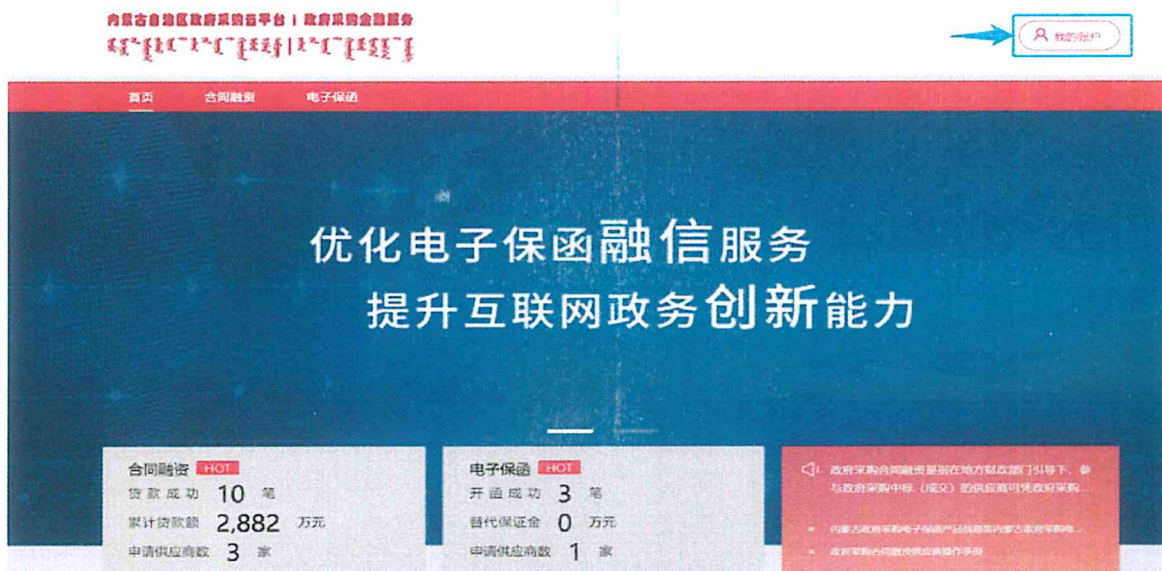 内蒙古自治区政府采购云平台 | 政府采购金融服务
我的账户
首页 合同融资 电子保函
优化电子保函融信服务
提升互联网政务创新能力
合同融资 HOT
贷款成功 10 笔
累计贷款额 2,882 万元
申请供应商数 3 家
电子保函 HOT
开函成功 3 笔
替代保证金 0 万元
申请供应商数 1 家
政府采购合同融资是指在地方财政部门引导下，参
与政府采购中标（成交）的供应商可凭政府采购...
内蒙古政府采购电子保函产品信息表内蒙古政府采购电...
政府采购合同融资供应商操作手册